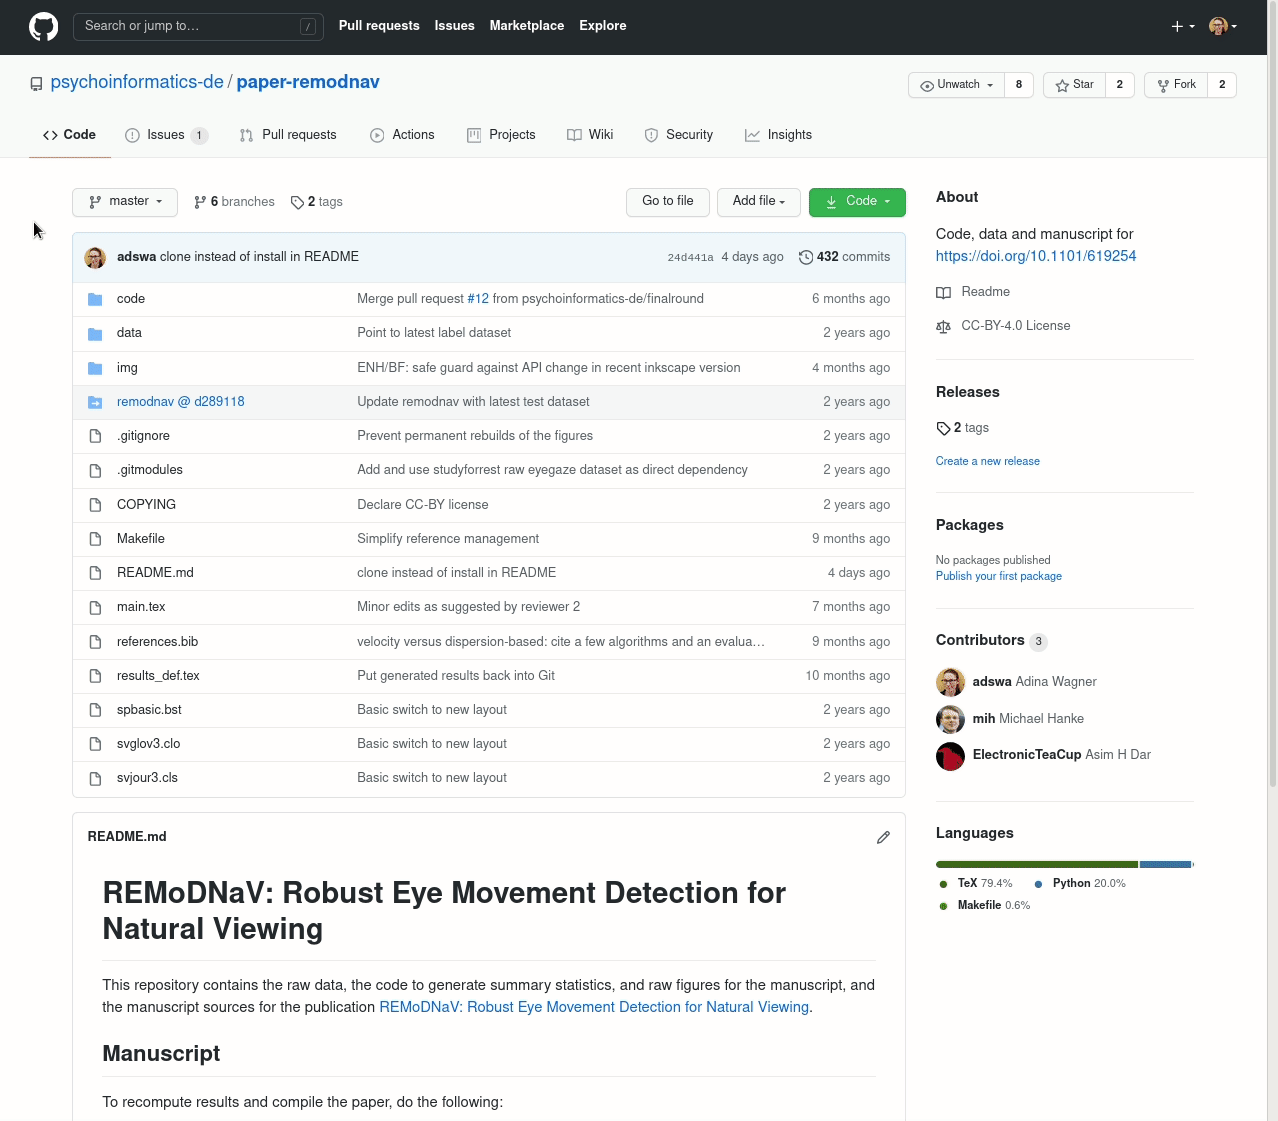 Search or jump to… / Pull requests Issues Marketplace Explore
psychoinformatics-de / paper-remodnav Unwatch 8 Star 2 Fork 2
Code Issues 1 Pull requests Actions Projects Wiki Security Insights
master 6 branches 2 tags Go to file Add file Code
adswa clone instead of install in README 24d441a 4 days ago 432 commits
code Merge pull request #12 from psychoinformatics-de/finalround 6 months ago
data Point to latest label dataset 2 years ago
img ENH/BF: safe guard against API change in recent inkscape version 4 months ago
remodnav @ d289118 Update remodnav with latest test dataset 2 years ago
.gitignore Prevent permanent rebuilds of the figures 2 years ago
.gitmodules Add and use studyforrest raw eyegaze dataset as direct dependency 2 years ago
COPYING Declare CC-BY license 2 years ago
Makefile Simplify reference management 9 months ago
README.md clone instead of install in README 4 days ago
main.tex Minor edits as suggested by reviewer 2 7 months ago
references.bib velocity versus dispersion-based: cite a few algorithms and an evalua… 9 months ago
results_def.tex Put generated results back into Git 10 months ago
spbasic.bst Basic switch to new layout 2 years ago
svglov3.clo Basic switch to new layout 2 years ago
svjour3.cls Basic switch to new layout 2 years ago
README.md
REMoDNaV: Robust Eye Movement Detection for
Natural Viewing
This repository contains the raw data, the code to generate summary statistics, and raw figures for the manuscript, and
the manuscript sources for the publication REMoDNaV: Robust Eye Movement Detection for Natural Viewing.
Manuscript
To recompute results and compile the paper, do the following:
About
Code, data and manuscript for
https://doi.org/10.1101/619254
Readme
CC-BY-4.0 License
Releases
2 tags
Create a new release
Packages
No packages published
Publish your first package
Contributors 3
adswa Adina Wagner
mih Michael Hanke
ElectronicTeaCup Asim H Dar
Languages
TeX 79.4% Python 20.0%
Makefile 0.6%